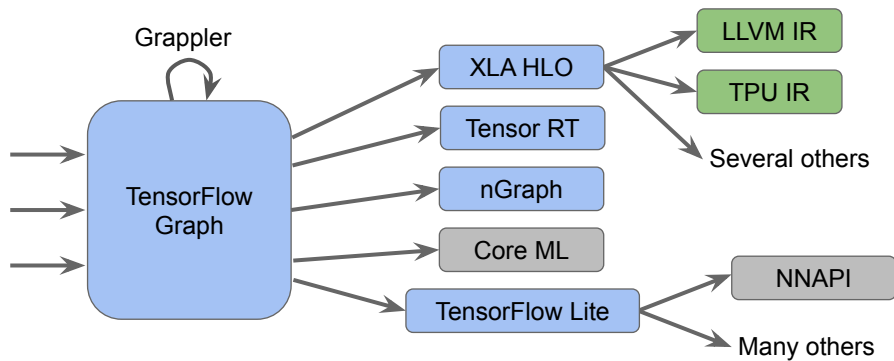 Grappler
TensorFlow
Graph
XLA HLO
Tensor RT
nGraph
Core ML
TensorFlow Lite
LLVM IR
TPU IR
Several others
NNAPI
Many others